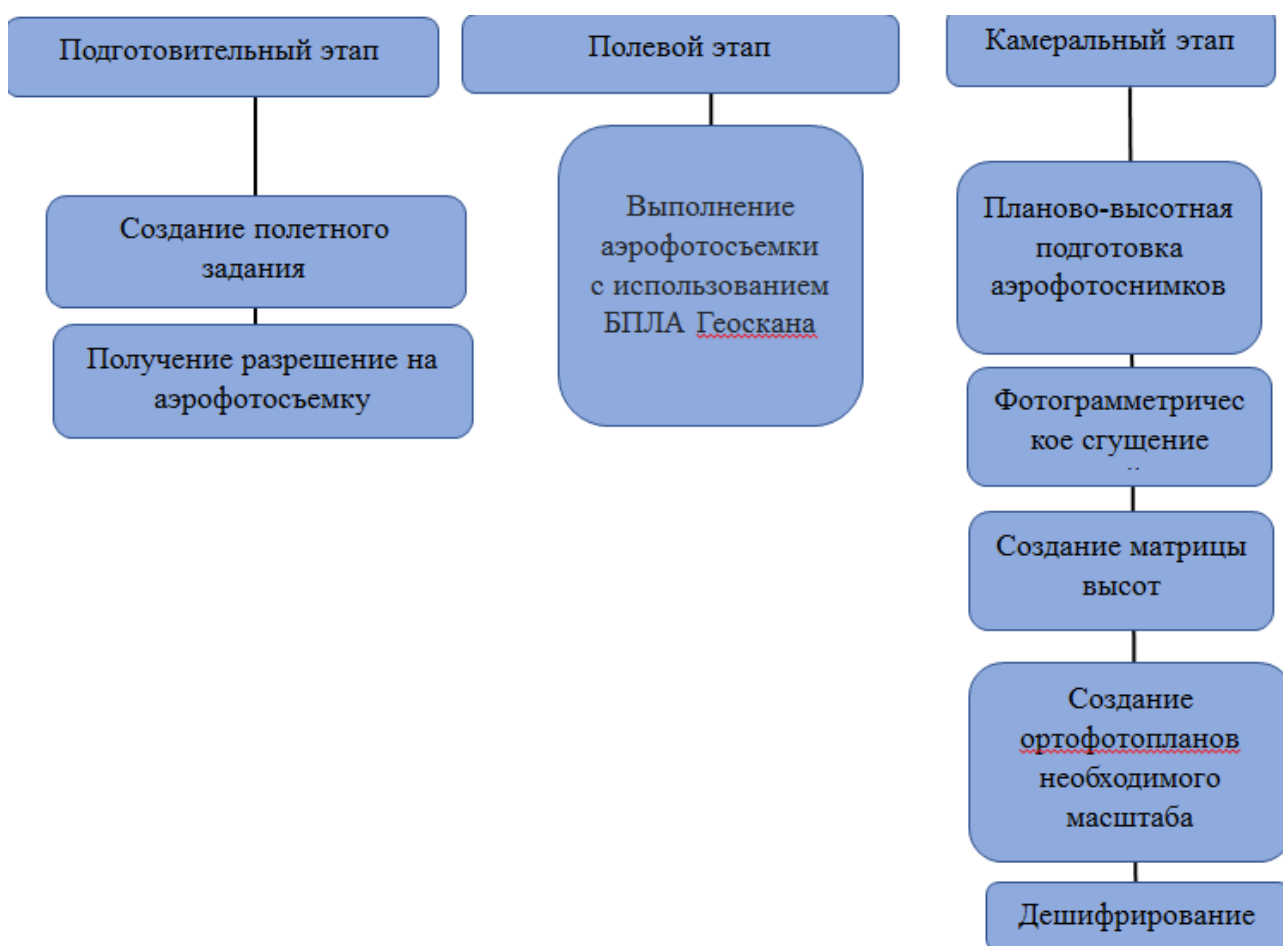 Подготовительный этап
Создание полетного
задания
Получение разрешение на
аэрофотосъемку
Полевой этап
Выполнение
аэрофотосъемки
с использованием
БПЛА Геоскана
Камеральный этап
Планово-высотная
подготовка
аэрофотоснимков
Фотограмметричес
кое сгущение
Создание матрицы
высот
Создание
ортофотопланов
необходимого
масштаба
Дешифрирование